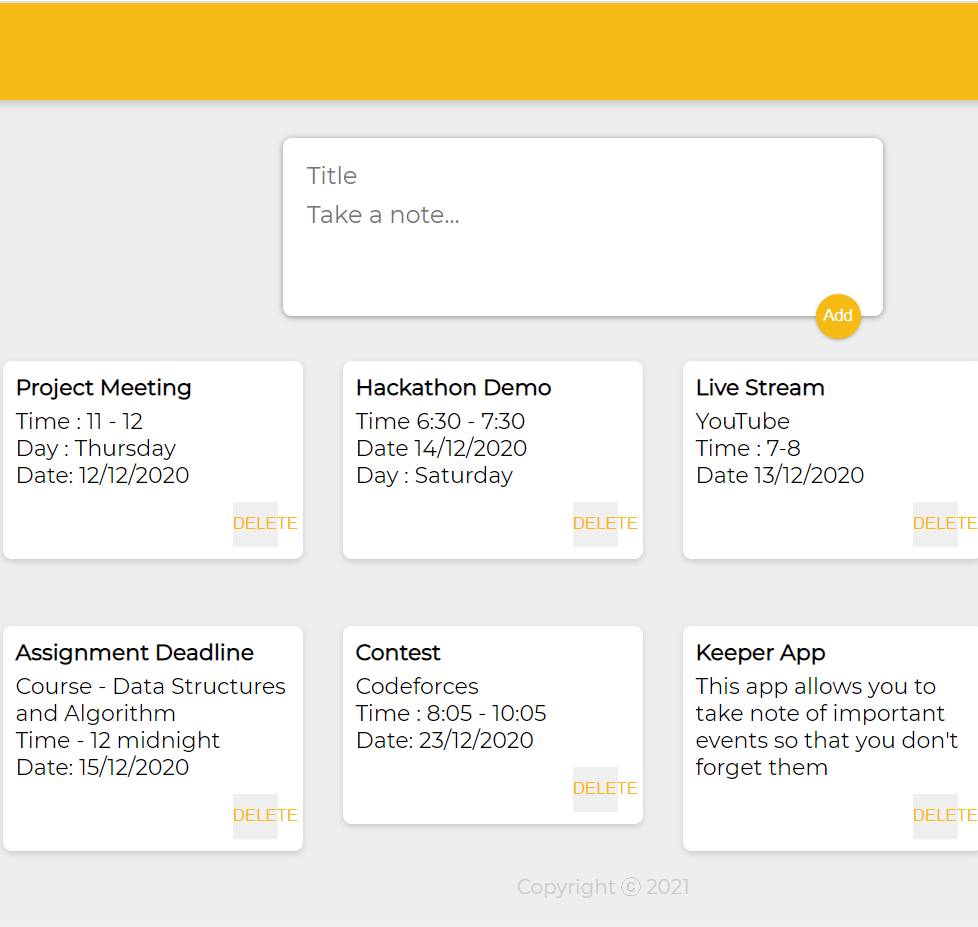 Title
Take a note...
Add
Project Meeting
Time : 11 - 12
Day : Thursday
Date: 12/12/2020
DELETE
Hackathon Demo
Time 6:30 - 7:30
Date 14/12/2020
Day : Saturday
DELETE
Live Stream
YouTube
Time : 7-8
Date 13/12/2020
DELETE
Assignment Deadline
Course - Data Structures
and Algorithm
Time - 12 midnight
Date: 15/12/2020
DELETE
Contest
Codeforces
Time : 8:05 - 10:05
Date: 23/12/2020
DELETE
Keeper App
This app allows you to
take note of important
events so that you don't
forget them
DELETE
Copyright ⓒ 2021